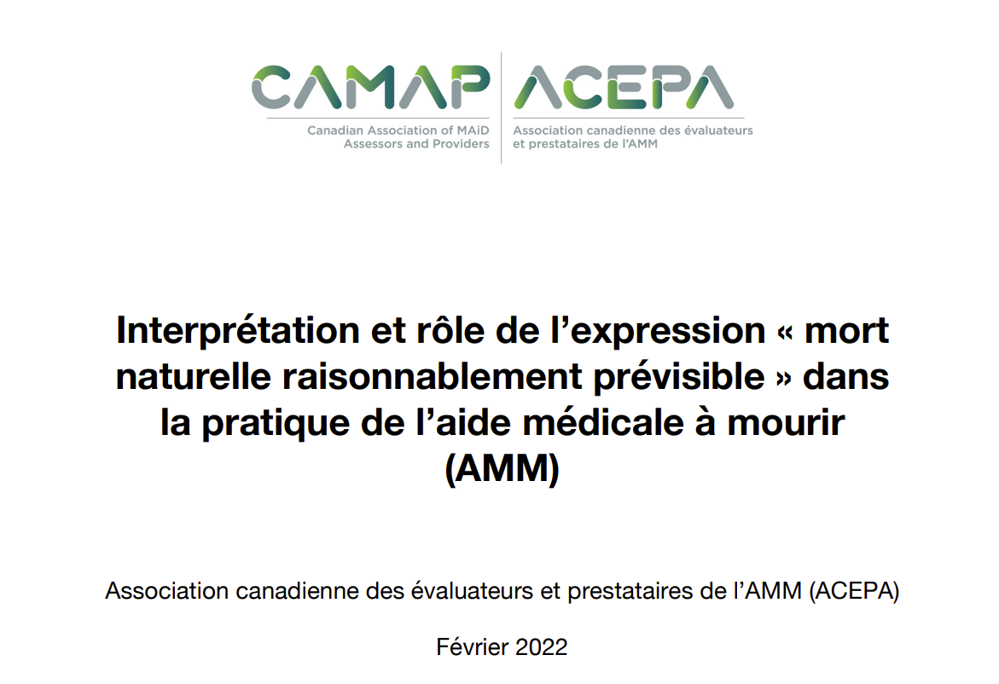 CAMAP
Canadian Association of MAiD
Assessors and Providers
ACEPA
Association canadienne des évaluateurs
et prestataires de l’AMM
Interprétation et rôle de l’expression « mort
naturelle raisonnablement prévisible » dans
la pratique de l’aide médicale à mourir
(AMM)
Association canadienne des évaluateurs et prestataires de l’AMM (ACEPA)
Février 2022